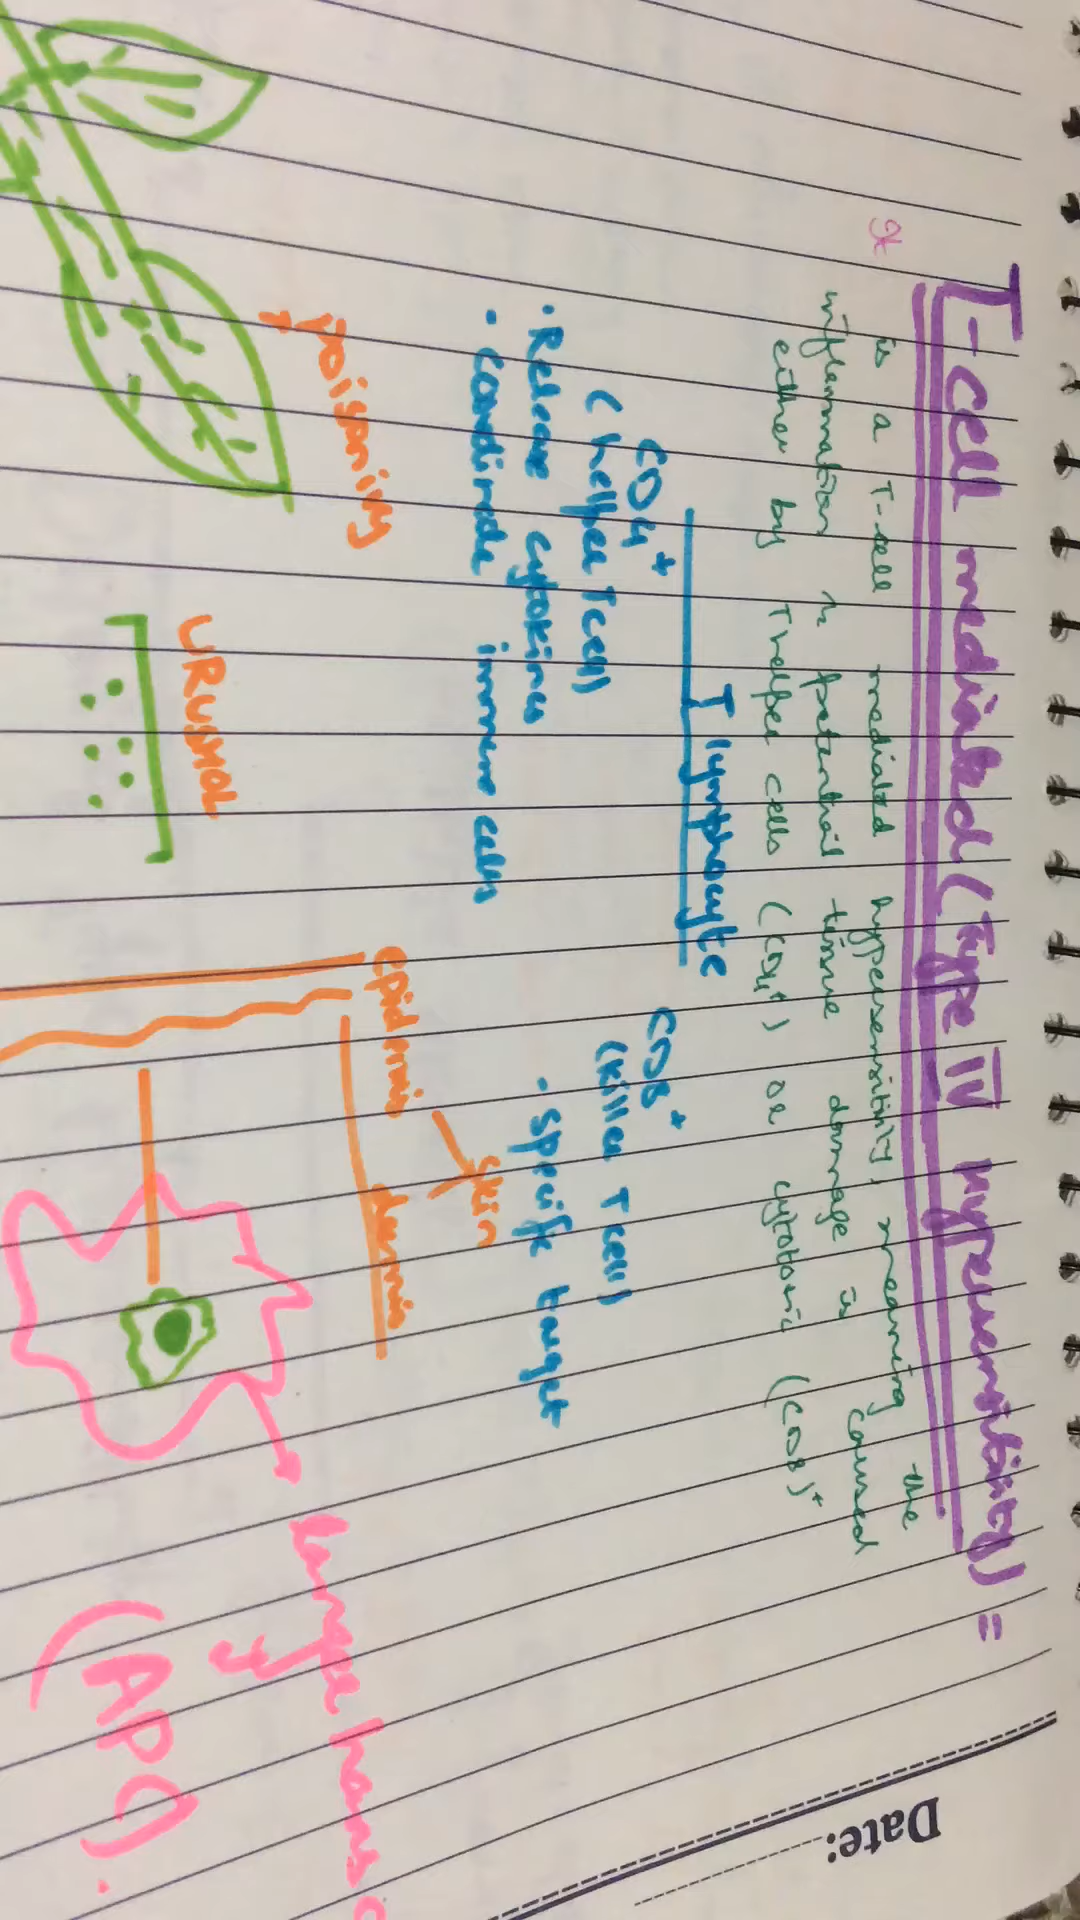 Date:
T-cell mediated (Type IV Hypersensitivity) =
* is a T-cell mediated hypersensitivity, meaning the
inflammation & potential tissue damage is caused
either by T helper cells (CD4+) or cytotoxic (CD8)+
T lymphocyte
CD4+
(helper T cell)
• Release cytokines
• coordinate immune cells
CD8+
(killer T cell)
• specific target
skin
epidermis dermis
poison ivy
URUSHIOL
Langerhans
(APC).